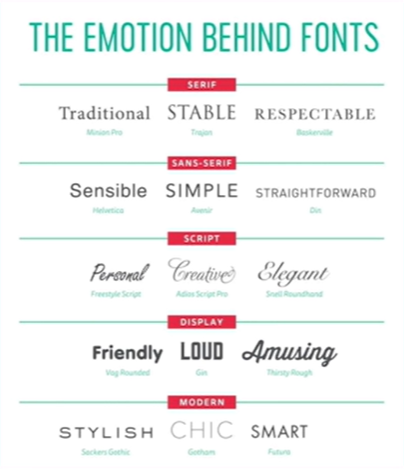 THE EMOTION BEHIND FONTS
SERIF
Traditional STABLE RESPECTABLE
Minion Pro Trajan Baskerville
SANS-SERIF
Sensible SIMPLE STRAIGHTFORWARD
Helvetica Avenir Din
SCRIPT
Personal Creative Elegant
Freestyle Script Adios Script Pro Snell Roundhand
DISPLAY
Friendly LOUD Amusing
Vag Rounded Gin Thirsty Rough
MODERN
STYLISH CHIC SMART
Sackers Gothic Gotham Futura